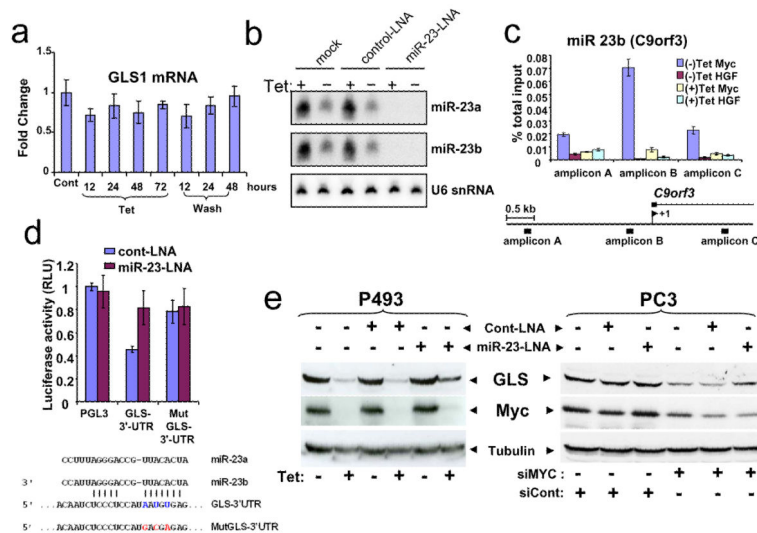 a
GLS1 mRNA
Fold Change
1.5
1
0.5
0
Cont 12 24 48 72 12 24 48 hours
Tet Wash
b
mock control-LNA miR-23-LNA
Tet: + − + − + −
miR-23a
miR-23b
U6 snRNA
c
miR 23b (C9orf3)
% total input
0.08
0.07
0.06
0.05
0.04
0.03
0.02
0.01
0
(-)Tet Myc
(-)Tet HGF
(+)Tet Myc
(+)Tet HGF
amplicon A amplicon B amplicon C
0.5 kb
C9orf3
+1
amplicon A amplicon B amplicon C
d
cont-LNA
miR-23-LNA
Luciferase activity (RLU)
1.2
1
0.8
0.6
0.4
0.2
0
PGL3 GLS-3'-UTR Mut GLS-3'-UTR
CCUUUAGGGACCG-UUACACUA miR-23a
3' CCAUUAGGGACCG-UUACACUA miR-23b
5' ...ACAAUCUCCCUCCAUAAUGUGAG... GLS-3'UTR
5' ...ACAAUCUCCCUCCAUGACGAGAG... MutGLS-3'UTR
e
P493 PC3
- - + + - - Cont-LNA - + - - + -
- - - - + + miR-23-LNA - - + - - +
GLS
Myc
Tubulin
Tet: - + - + - +
siMYC : - - - + + +
siCont: + + + - - -